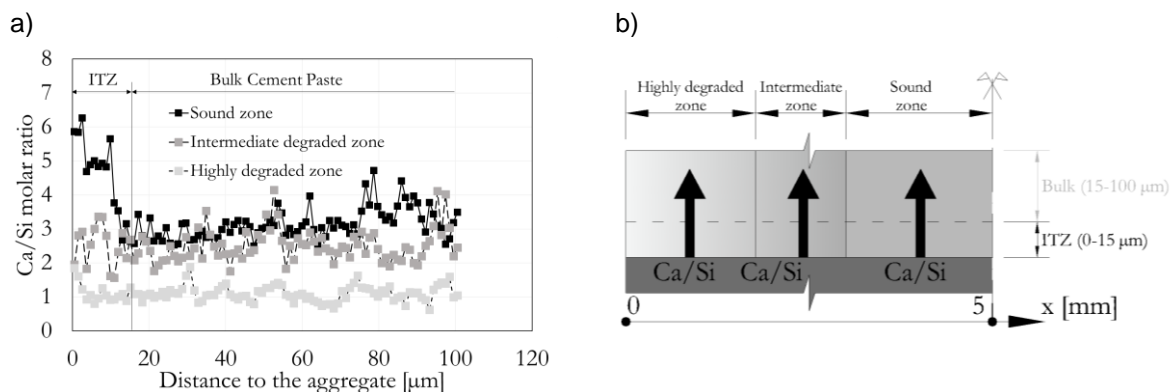 a)
8
7
6
5
4
3
2
1
0
Ca/Si molar ratio
ITZ
Bulk Cement Paste
Sound zone
Intermediate degraded zone
Highly degraded zone
0 20 40 60 80 100 120
Distance to the aggregate [μm]
b)
Highly degraded
zone
Intermediate
zone
Sound
zone
Bulk (15-100 μm)
ITZ (0-15 μm)
Ca/Si Ca/Si Ca/Si
0 5 x [mm]